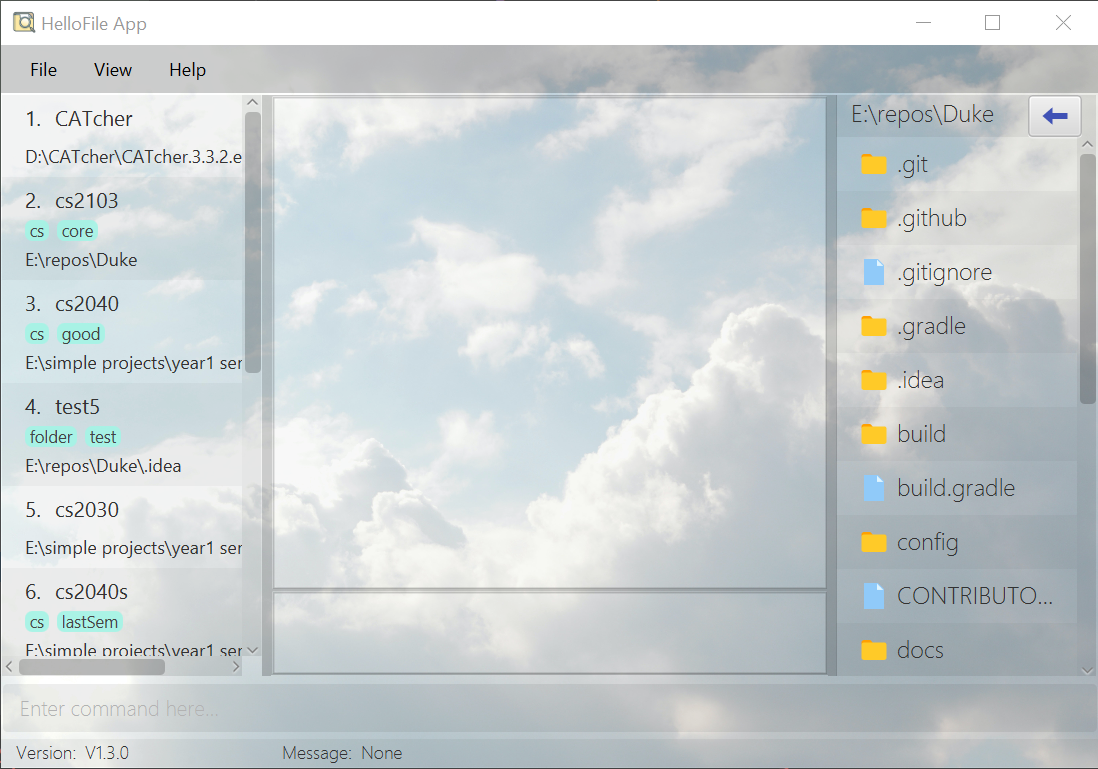 HelloFile App
File View Help
1. CATcher
D:\CATcher\CATcher.3.3.2.e
2. cs2103
cs core
E:\repos\Duke
3. cs2040
cs good
E:\simple projects\year1 ser
4. test5
folder test
E:\repos\Duke\.idea
5. cs2030
E:\simple projects\year1 ser
6. cs2040s
cs lastSem
E:\simple projects\year1 ser
E:\repos\Duke
.git
.github
.gitignore
.gradle
.idea
build
build.gradle
config
CONTRIBUTO...
docs
Enter command here...
Version: V1.3.0
Message: None